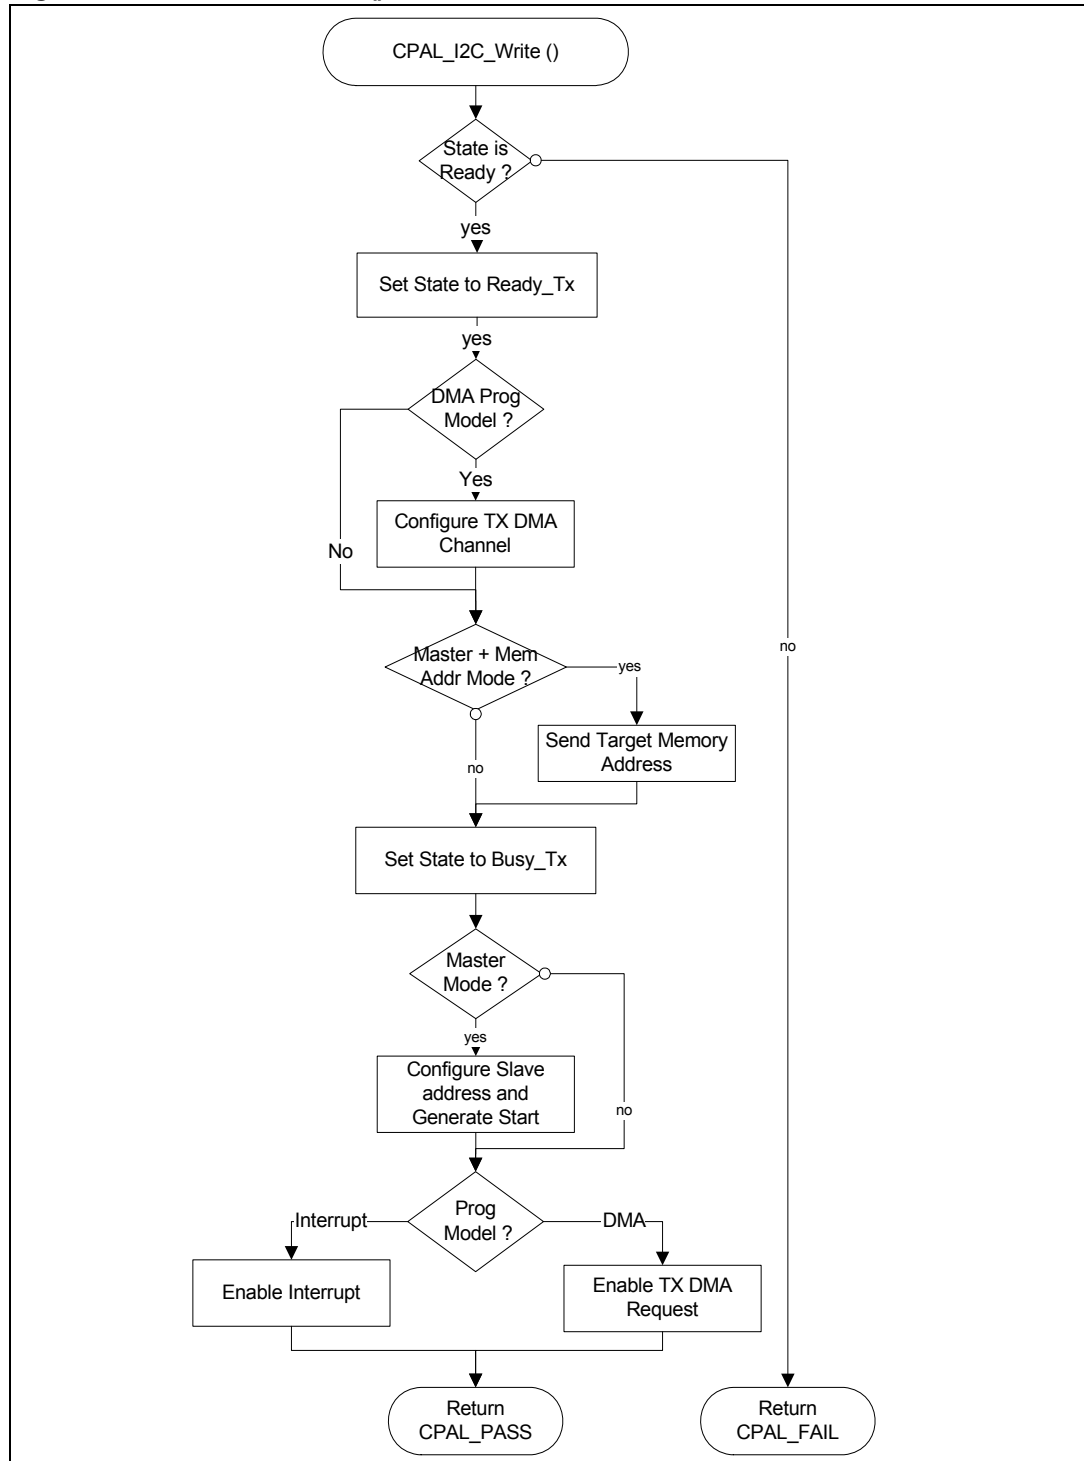 CPAL_I2C_Write ()
State is
Ready ?
yes
Set State to Ready_Tx
yes
DMA Prog
Model ?
Yes
Configure TX DMA
Channel
No
Master + Mem
Addr Mode ?
yes
no
Send Target Memory
Address
no
Set State to Busy_Tx
Master
Mode ?
yes
Configure Slave
address and
Generate Start
no
Prog
Model ?
Interrupt
DMA
Enable Interrupt
Enable TX DMA
Request
Return
CPAL_PASS
Return
CPAL_FAIL